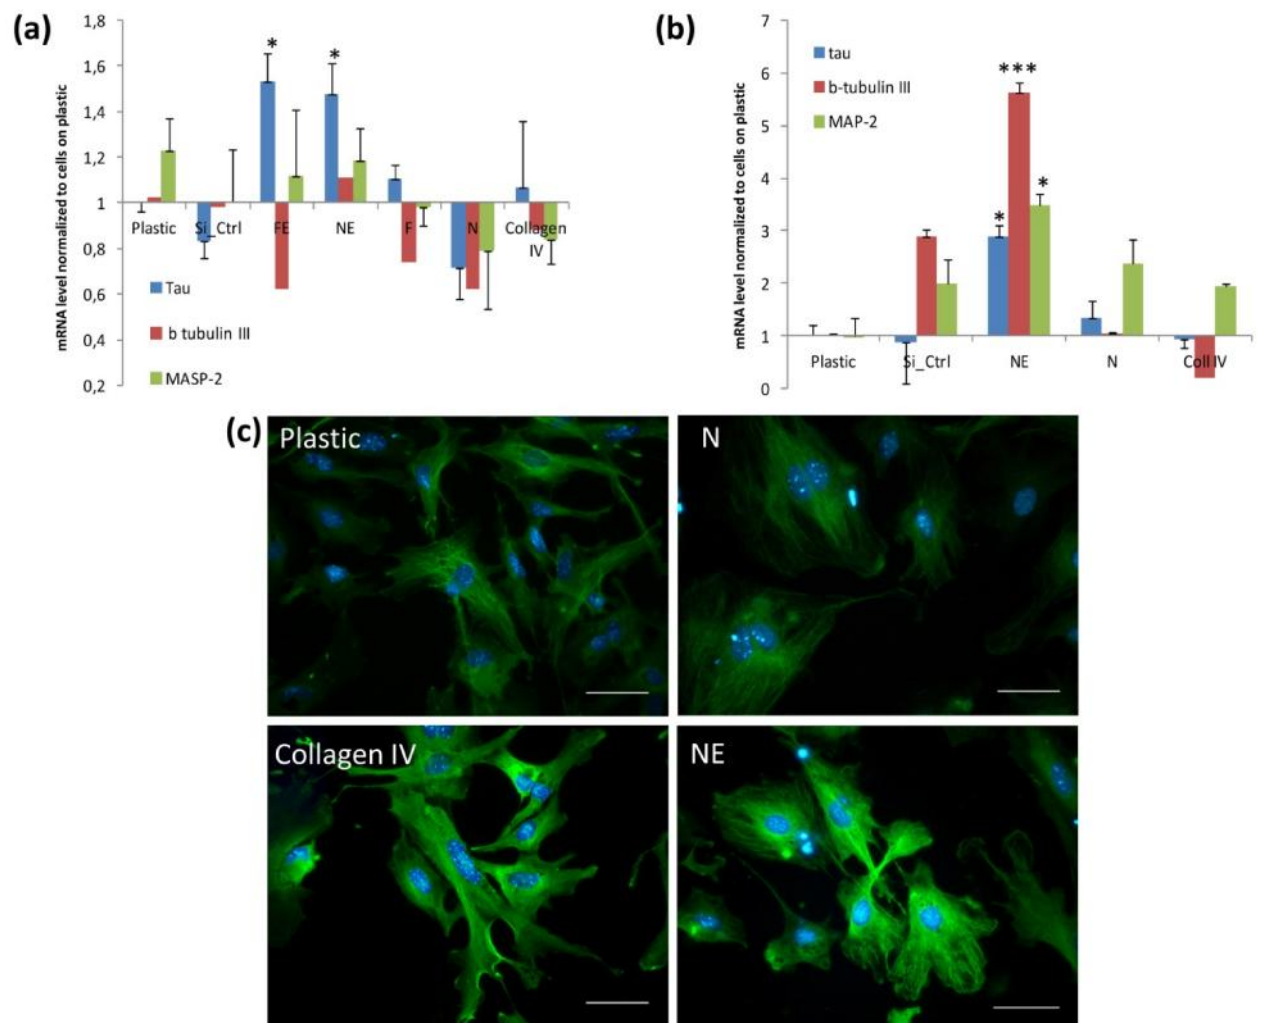 (a)
mRNA level normalized to cells on plastic
1,8
1,6
1,4
1,2
1
0,8
0,6
0,4
0,2
*
*
Plastic Si_Ctrl FE NE F N Collagen
IV
Tau
b tubulin III
MASP-2
(b)
mRNA level normalized to cells on plastic
7
6
5
4
3
2
1
0
tau
b-tubulin III
MAP-2
***
*
*
Plastic Si_Ctrl NE N Coll IV
(c)
Plastic
N
Collagen IV
NE